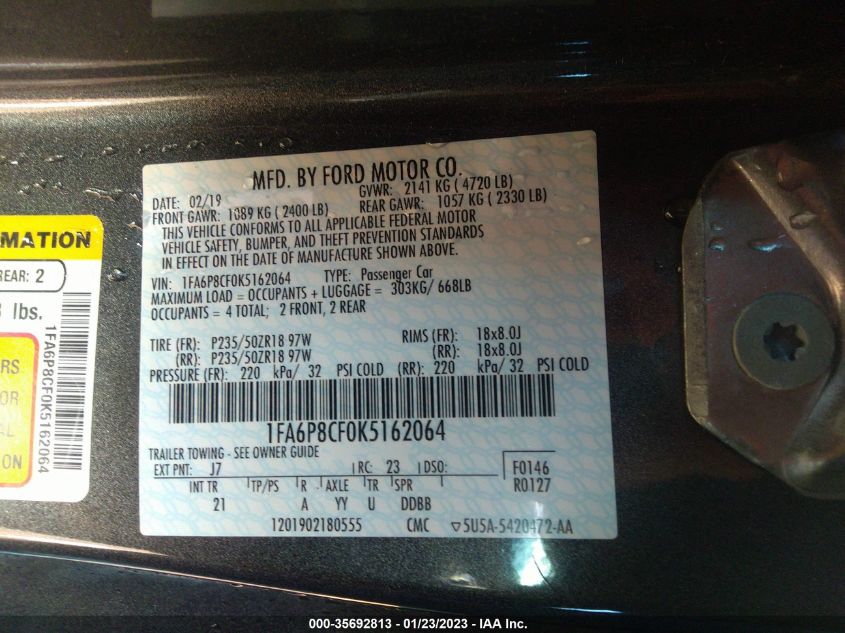 MFD. BY FORD MOTOR CO.
DATE: 02/19 GVWR: 2141 KG ( 4720 LB)
FRONT GAWR: 1089 KG ( 2400 LB) REAR GAWR: 1057 KG ( 2330 LB)
THIS VEHICLE CONFORMS TO ALL APPLICABLE FEDERAL MOTOR
VEHICLE SAFETY, BUMPER, AND THEFT PREVENTION STANDARDS
IN EFFECT ON THE DATE OF MANUFACTURE SHOWN ABOVE.
VIN: 1FA6P8CF0K5162064 TYPE: Passenger Car
MAXIMUM LOAD = OCCUPANTS + LUGGAGE = 303KG/ 668LB
OCCUPANTS = 4 TOTAL; 2 FRONT, 2 REAR
TIRE (FR): P235/50ZR18 97W RIMS (FR): 18x8.0J
(RR): P235/50ZR18 97W (RR): 18x8.0J
PRESSURE (FR): 220 kPa/ 32 PSI COLD (RR): 220 kPa/ 32 PSI COLD
1FA6P8CF0K5162064
TRAILER TOWING - SEE OWNER GUIDE
EXT PNT: J7 RC: 23 DSO: F0146
INT TR TP/PS R AXLE TR SPR R0127
21 A YY U DDBB
1201902180555 CMC ▽5U5A-5420472-AA
RMATION
REAR: 2
lbs.
1FA6P8CF0K5162064
RS
OR
AL
ON
000-35692813 - 01/23/2023 - IAA Inc.